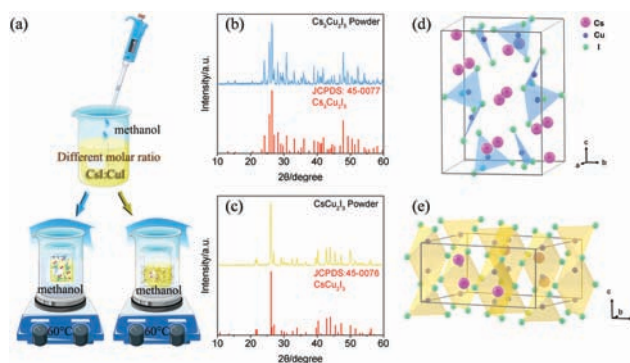 (a)
methanol
Different molar ratio
CsI:CuI
methanol
methanol
60°C
60°C
(b)
Cs₃Cu₂I₅ Powder
JCPDS: 45-0077
Cs₃Cu₂I₅
Intensity/a.u.
10 20 30 40 50 60
2θ/degree
(c)
CsCu₂I₃ Powder
JCPDS:45-0076
CsCu₂I₃
Intensity/a.u.
10 20 30 40 50 60
2θ/degree
(d)
Cs
Cu
I
c
a
b
(e)
c
b